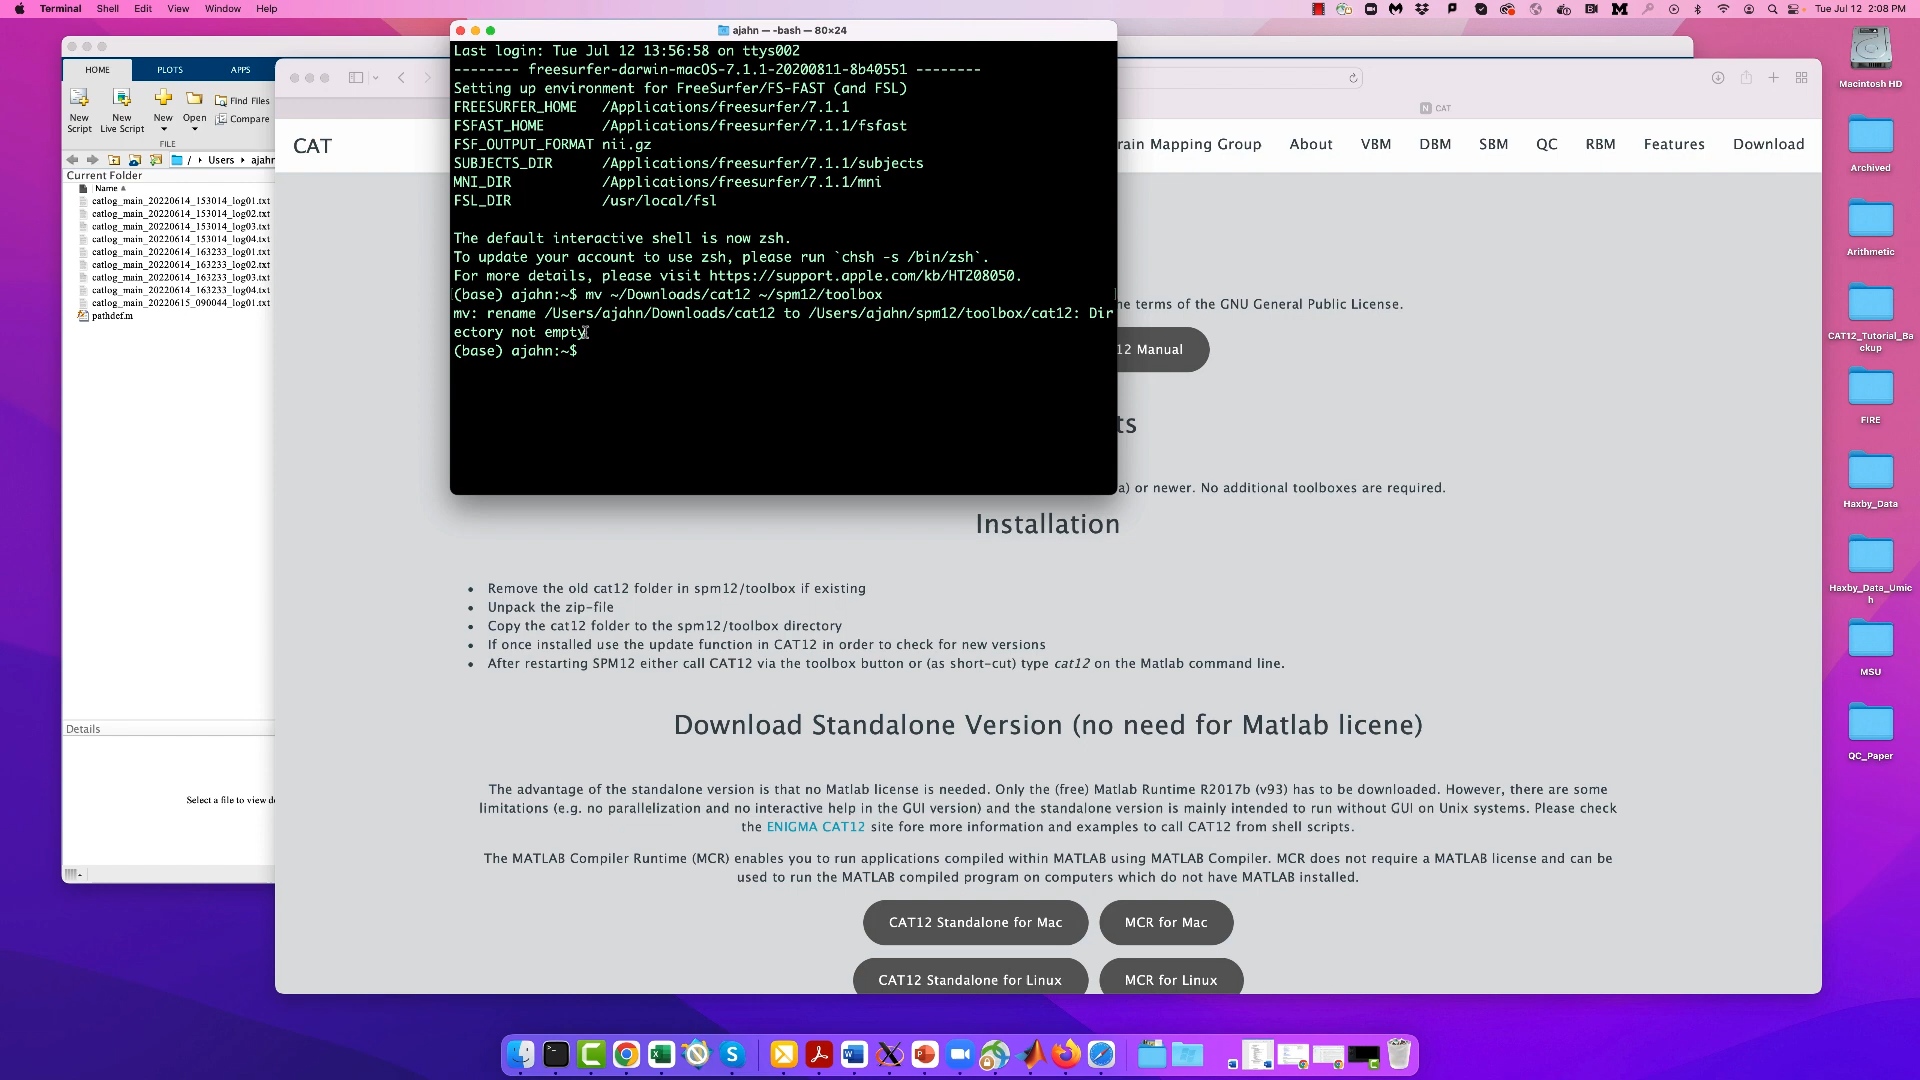 Terminal Shell Edit View Window Help
Tue Jul 12 2:08 PM
ajahn — -bash — 80×24
Last login: Tue Jul 12 13:56:58 on ttys002
-------- freesurfer-darwin-macOS-7.1.1-20200811-8b40551 --------
Setting up environment for FreeSurfer/FS-FAST (and FSL)
FREESURFER_HOME /Applications/freesurfer/7.1.1
FSFAST_HOME /Applications/freesurfer/7.1.1/fsfast
FSF_OUTPUT_FORMAT nii.gz
SUBJECTS_DIR /Applications/freesurfer/7.1.1/subjects
MNI_DIR /Applications/freesurfer/7.1.1/mni
FSL_DIR /usr/local/fsl
The default interactive shell is now zsh.
To update your account to use zsh, please run `chsh -s /bin/zsh`.
For more details, please visit https://support.apple.com/kb/HT208050.
(base) ajahn:~$ mv ~/Downloads/cat12 ~/spm12/toolbox
mv: rename /Users/ajahn/Downloads/cat12 to /Users/ajahn/spm12/toolbox/cat12: Dir
ectory not empty
(base) ajahn:~$
HOME PLOTS APPS
New Script
New Live Script
New
Open
Find Files
Compare
FILE
/ Users ajahn
Current Folder
Name
catlog_main_20220614_153014_log01.txt
catlog_main_20220614_153014_log02.txt
catlog_main_20220614_153014_log03.txt
catlog_main_20220614_153014_log04.txt
catlog_main_20220614_163233_log01.txt
catlog_main_20220614_163233_log02.txt
catlog_main_20220614_163233_log03.txt
catlog_main_20220614_163233_log04.txt
catlog_main_20220615_090044_log01.txt
pathdef.m
Details
Select a file to view de
CAT
CAT
rain Mapping Group About VBM DBM SBM QC RBM Features Download
he terms of the GNU General Public License.
12 Manual
ts
a) or newer. No additional toolboxes are required.
Installation
• Remove the old cat12 folder in spm12/toolbox if existing
• Unpack the zip-file
• Copy the cat12 folder to the spm12/toolbox directory
• If once installed use the update function in CAT12 in order to check for new versions
• After restarting SPM12 either call CAT12 via the toolbox button or (as short-cut) type cat12 on the Matlab command line.
Download Standalone Version (no need for Matlab licene)
The advantage of the standalone version is that no Matlab license is needed. Only the (free) Matlab Runtime R2017b (v93) has to be downloaded. However, there are some
limitations (e.g. no parallelization and no interactive help in the GUI version) and the standalone version is mainly intended to run without GUI on Unix systems. Please check
the ENIGMA CAT12 site fore more information and examples to call CAT12 from shell scripts.
The MATLAB Compiler Runtime (MCR) enables you to run applications compiled within MATLAB using MATLAB Compiler. MCR does not require a MATLAB license and can be
used to run the MATLAB compiled program on computers which do not have MATLAB installed.
CAT12 Standalone for Mac
MCR for Mac
CAT12 Standalone for Linux
MCR for Linux
Macintosh HD
Archived
Arithmetic
CAT12_Tutorial_Ba
ckup
FIRE
Haxby_Data
Haxby_Data_Umic
h
MSU
QC_Paper